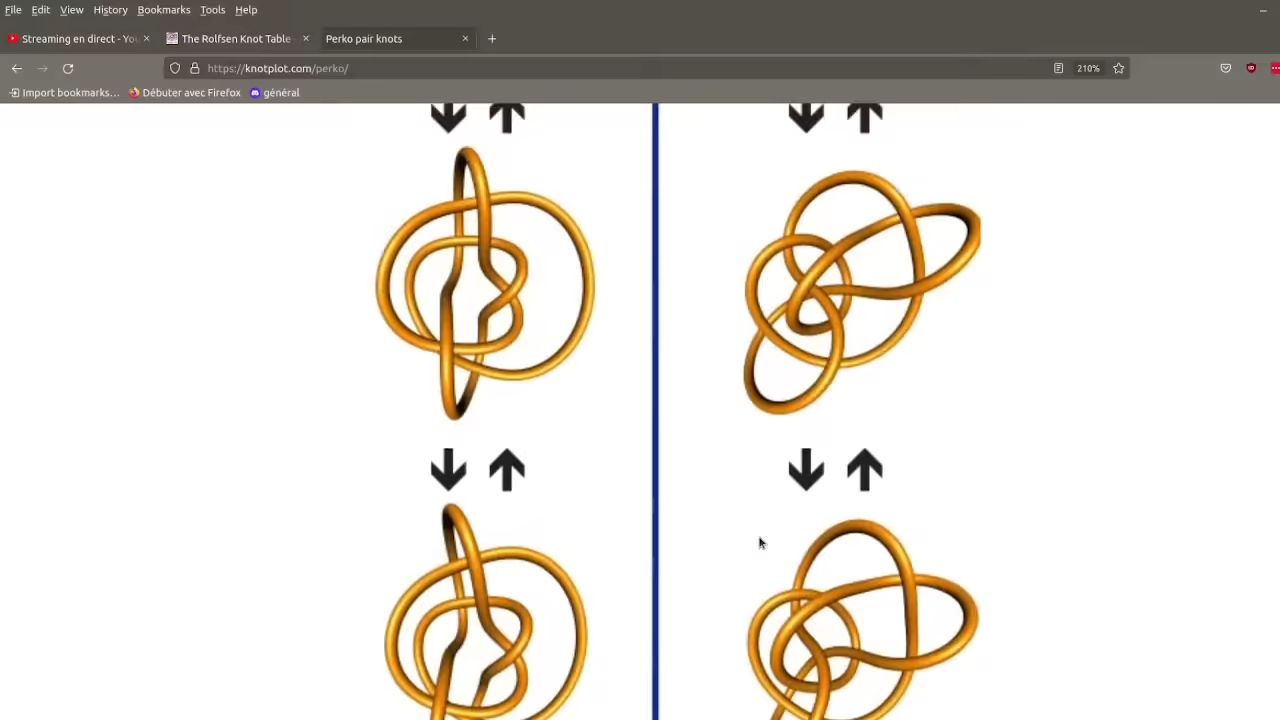 File Edit View History Bookmarks Tools Help
Streaming en direct - You
The Rolfsen Knot Table
Perko pair knots
https://knotplot.com/perko/
210%
Import bookmarks…
Débuter avec Firefox
général